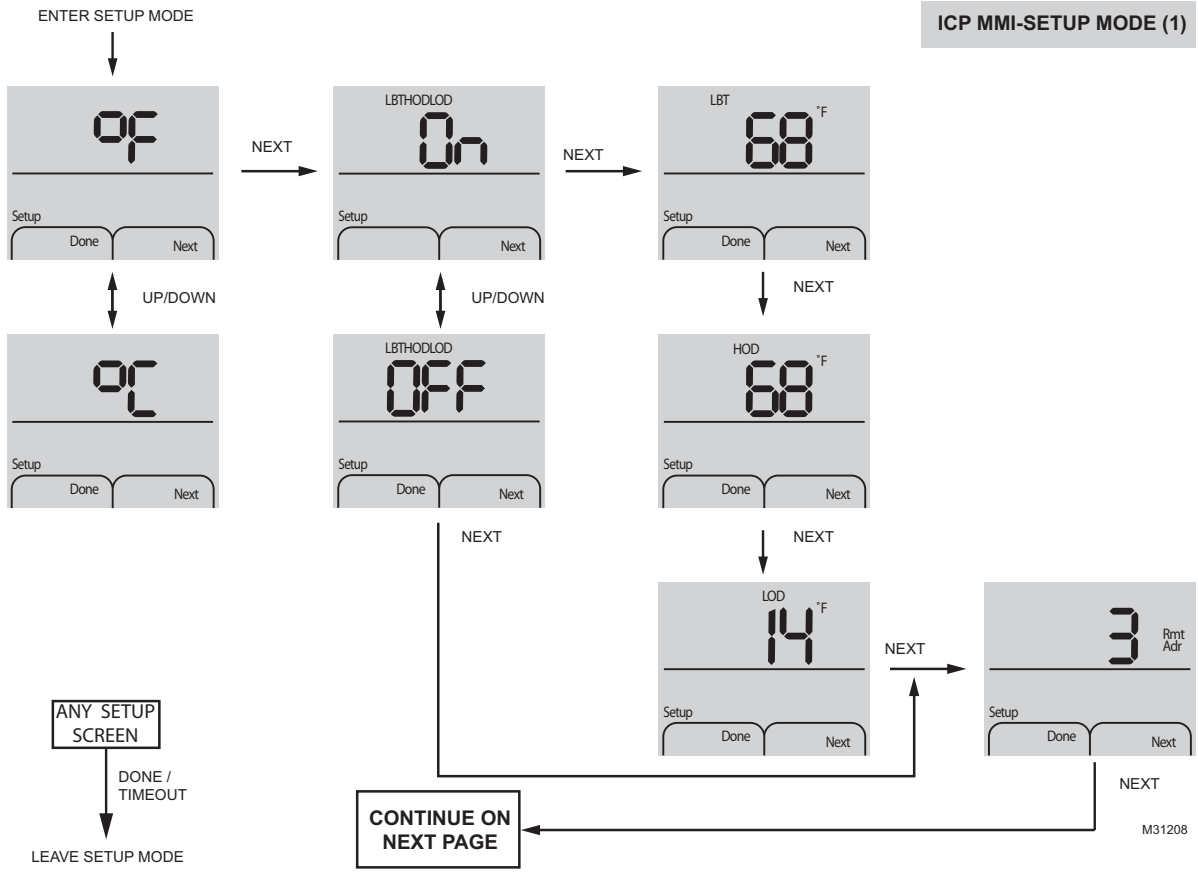 ENTER SETUP MODE
ICP MMI-SETUP MODE (1)
°F
Setup
Done
Next
NEXT
LBTHODLOD
On
Setup
Next
NEXT
LBT
68 °F
Setup
Done
Next
UP/DOWN
UP/DOWN
NEXT
°C
Setup
Done
Next
LBTHODLOD
OFF
Setup
Done
Next
HOD
68 °F
Setup
Done
Next
NEXT
NEXT
LOD
14 °F
Setup
Done
Next
NEXT
3 Rmt
Adr
Setup
Done
Next
ANY SETUP
SCREEN
DONE /
TIMEOUT
LEAVE SETUP MODE
CONTINUE ON
NEXT PAGE
NEXT
M31208